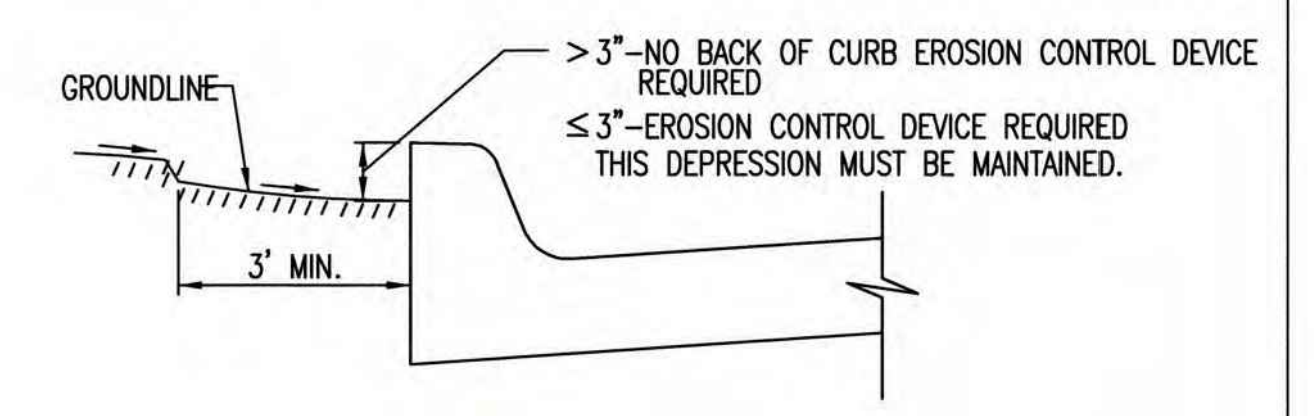 >3"-NO BACK OF CURB EROSION CONTROL DEVICE
REQUIRED
GROUNDLINE
≤3"-EROSION CONTROL DEVICE REQUIRED
THIS DEPRESSION MUST BE MAINTAINED.
3' MIN.